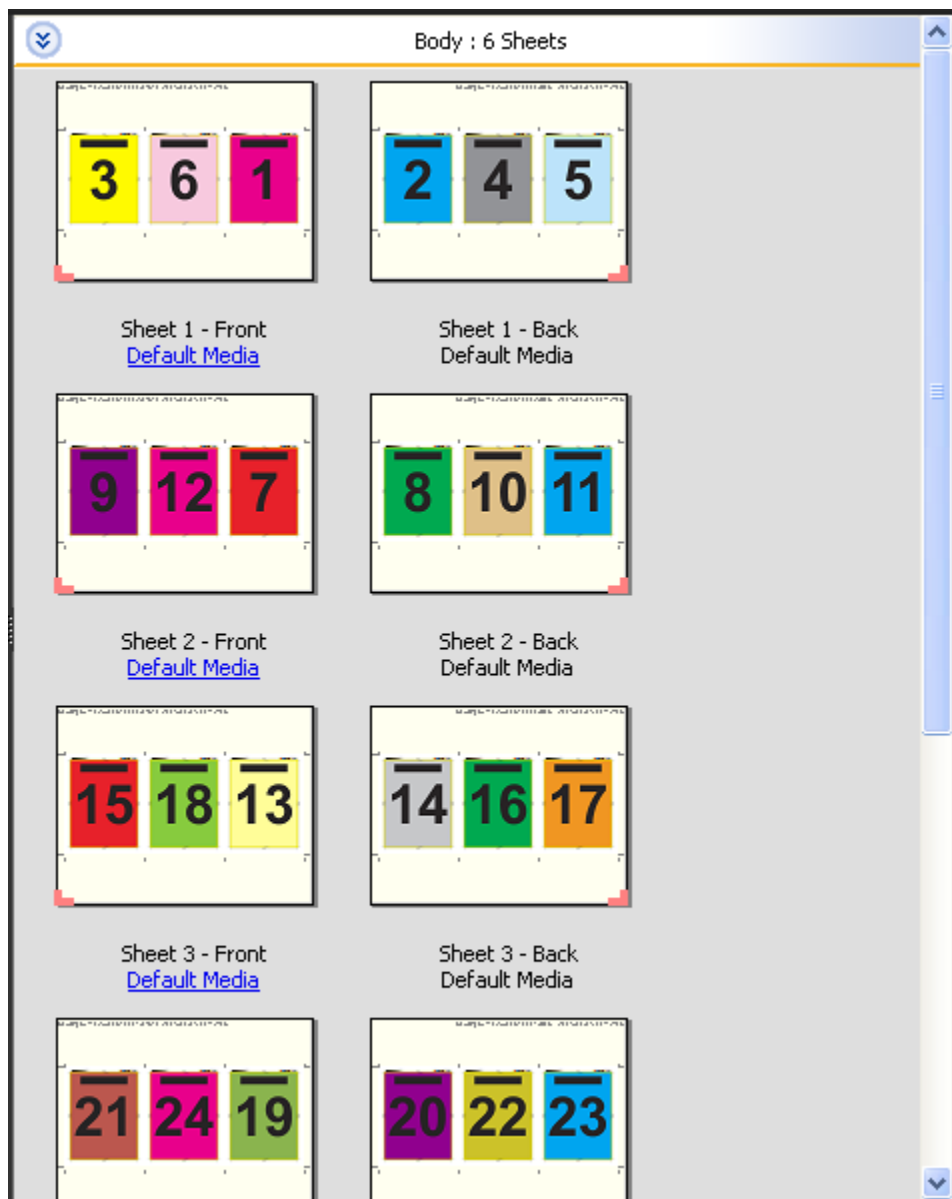 Body : 6 Sheets
3 6 1
2 4 5
Sheet 1 - Front
Default Media
Sheet 1 - Back
Default Media
9 12 7
8 10 11
Sheet 2 - Front
Default Media
Sheet 2 - Back
Default Media
15 18 13
14 16 17
Sheet 3 - Front
Default Media
Sheet 3 - Back
Default Media
21 24 19
20 22 23